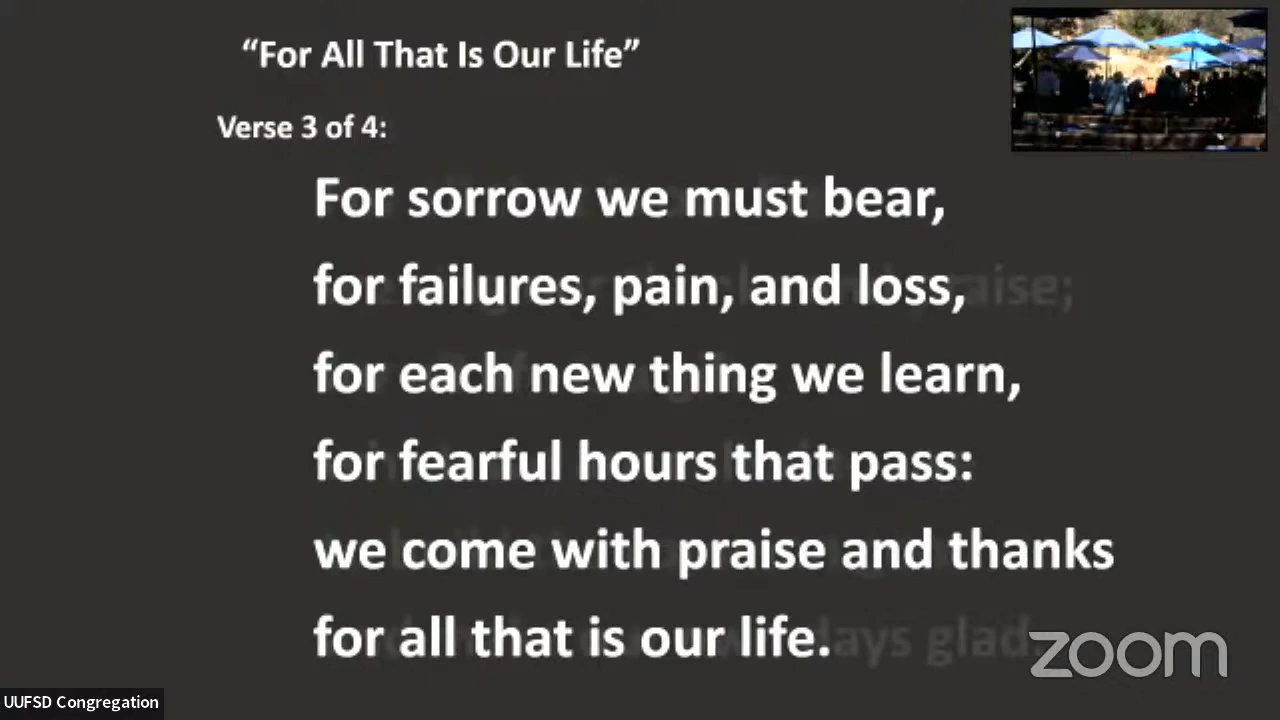 “For All That Is Our Life”
Verse 3 of 4:
For sorrow we must bear,
for failures, pain, and loss,
for each new thing we learn,
for fearful hours that pass:
we come with praise and thanks
for all that is our life.
zoom
UUFSD Congregation